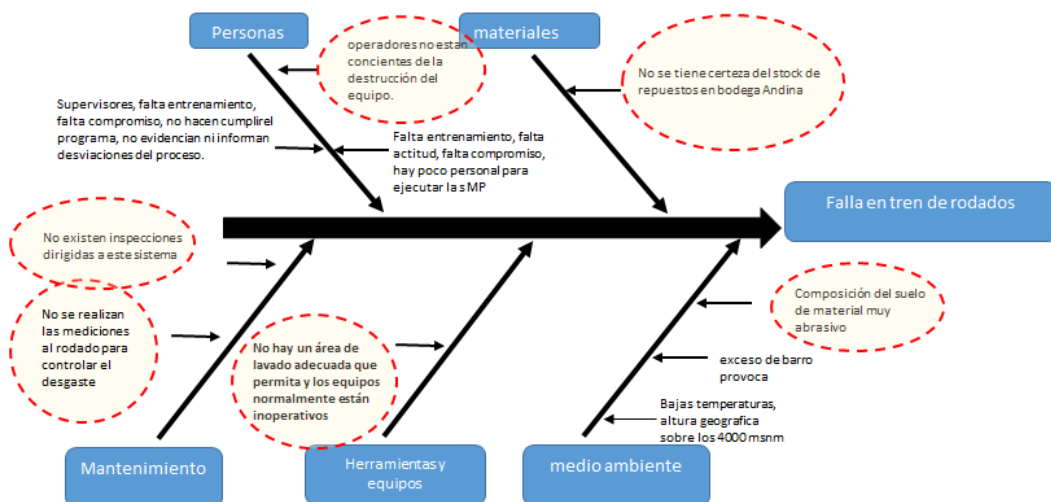 Personas
materiales
operadores no están
concientes de la
destrucción del
equipo.
No se tiene certeza del stock de
repuestos en bodega Andina
Supervisores, falta entrenamiento,
falta compromiso, no hacen cumplirel
programa, no evidencian ni informan
desviaciones del proceso.
Falta entrenamiento, falta
actitud, falta compromiso,
hay poco personal para
ejecutar las MP
Falla en tren de rodados
No existen inspecciones
dirigidas a este sistema
No se realizan
las mediciones
al rodado para
controlar el
desgaste
No hay un área de
lavado adecuada que
permita y los equipos
normalmente están
inoperativos
Composición del suelo
de material muy
abrasivo
exceso de barro
provoca
Bajas temperaturas,
altura geografica
sobre los 4000 msnm
Mantenimiento
Herramientas y
equipos
medio ambiente